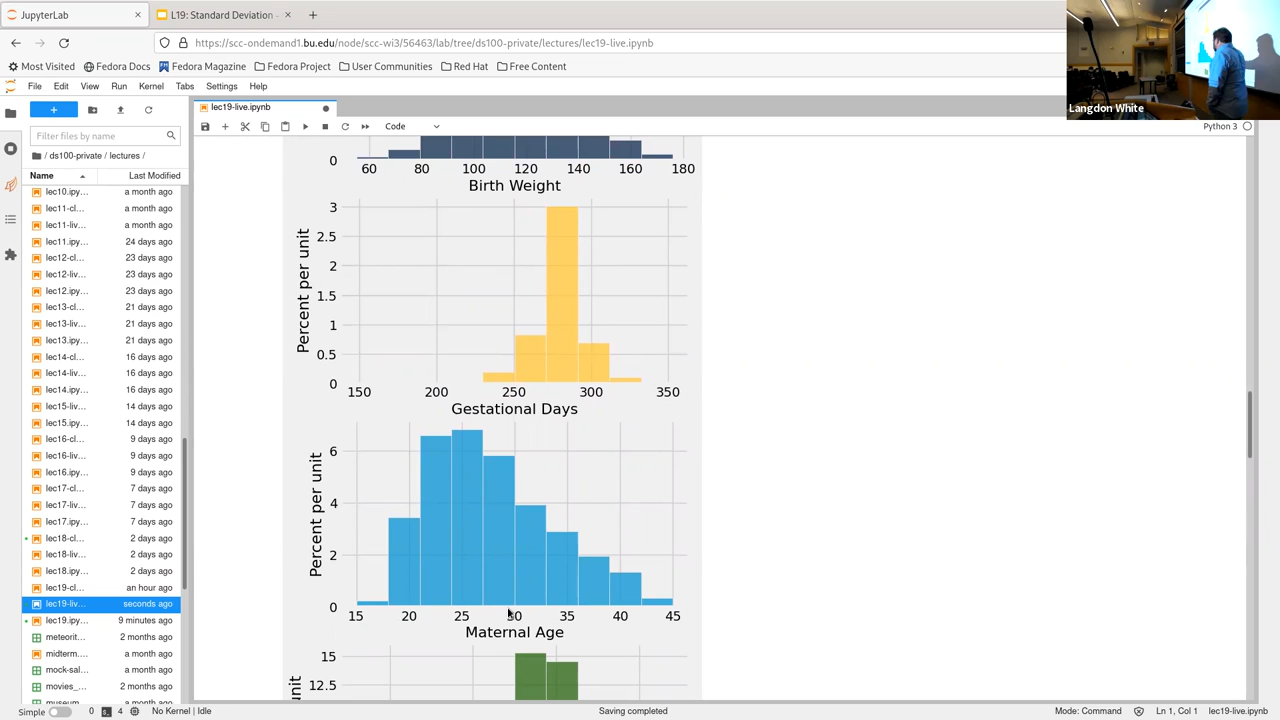 JupyterLab
L19: Standard Deviation -
https://scc-ondemand1.bu.edu/node/scc-wi3/56463/lab/tree/ds100-private/lectures/lec19-live.ipynb
Most Visited Fedora Docs Fedora Magazine Fedora Project User Communities Red Hat Free Content
Langdon White
File Edit View Run Kernel Tabs Settings Help
lec19-live.ipynb
Code
Python 3
Filter files by name
/ ds100-private / lectures /
Name Last Modified
lec10.ipy... a month ago
lec11-cl... a month ago
lec11-liv... a month ago
lec11.ipy... 24 days ago
lec12-cl... 23 days ago
lec12-liv... 23 days ago
lec12.ipy... 23 days ago
lec13-cl... 21 days ago
lec13-liv... 21 days ago
lec13.ipy... 21 days ago
lec14-cl... 16 days ago
lec14-liv... 16 days ago
lec14.ipy... 16 days ago
lec15-liv... 14 days ago
lec15.ipy... 14 days ago
lec16-cl... 9 days ago
lec16-liv... 9 days ago
lec16.ipy... 9 days ago
lec17-cl... 7 days ago
lec17-liv... 7 days ago
lec17.ipy... 7 days ago
lec18-cl... 2 days ago
lec18-liv... 2 days ago
lec18.ipy... 2 days ago
lec19-cl... an hour ago
lec19-liv... seconds ago
lec19.ipy... 9 minutes ago
meteorit... 2 months ago
midterm.... a month ago
mock-sal... a month ago
movies_... 2 months ago
museum... a month ago
0
60 80 100 120 140 160 180
Birth Weight
3
2.5
2
1.5
1
0.5
0
Percent per unit
150 200 250 300 350
Gestational Days
6
4
2
0
Percent per unit
15 20 25 30 35 40 45
Maternal Age
15
12.5
unit
Simple 0 4 No Kernel | Idle
Saving completed
Mode: Command Ln 1, Col 1 lec19-live.ipynb